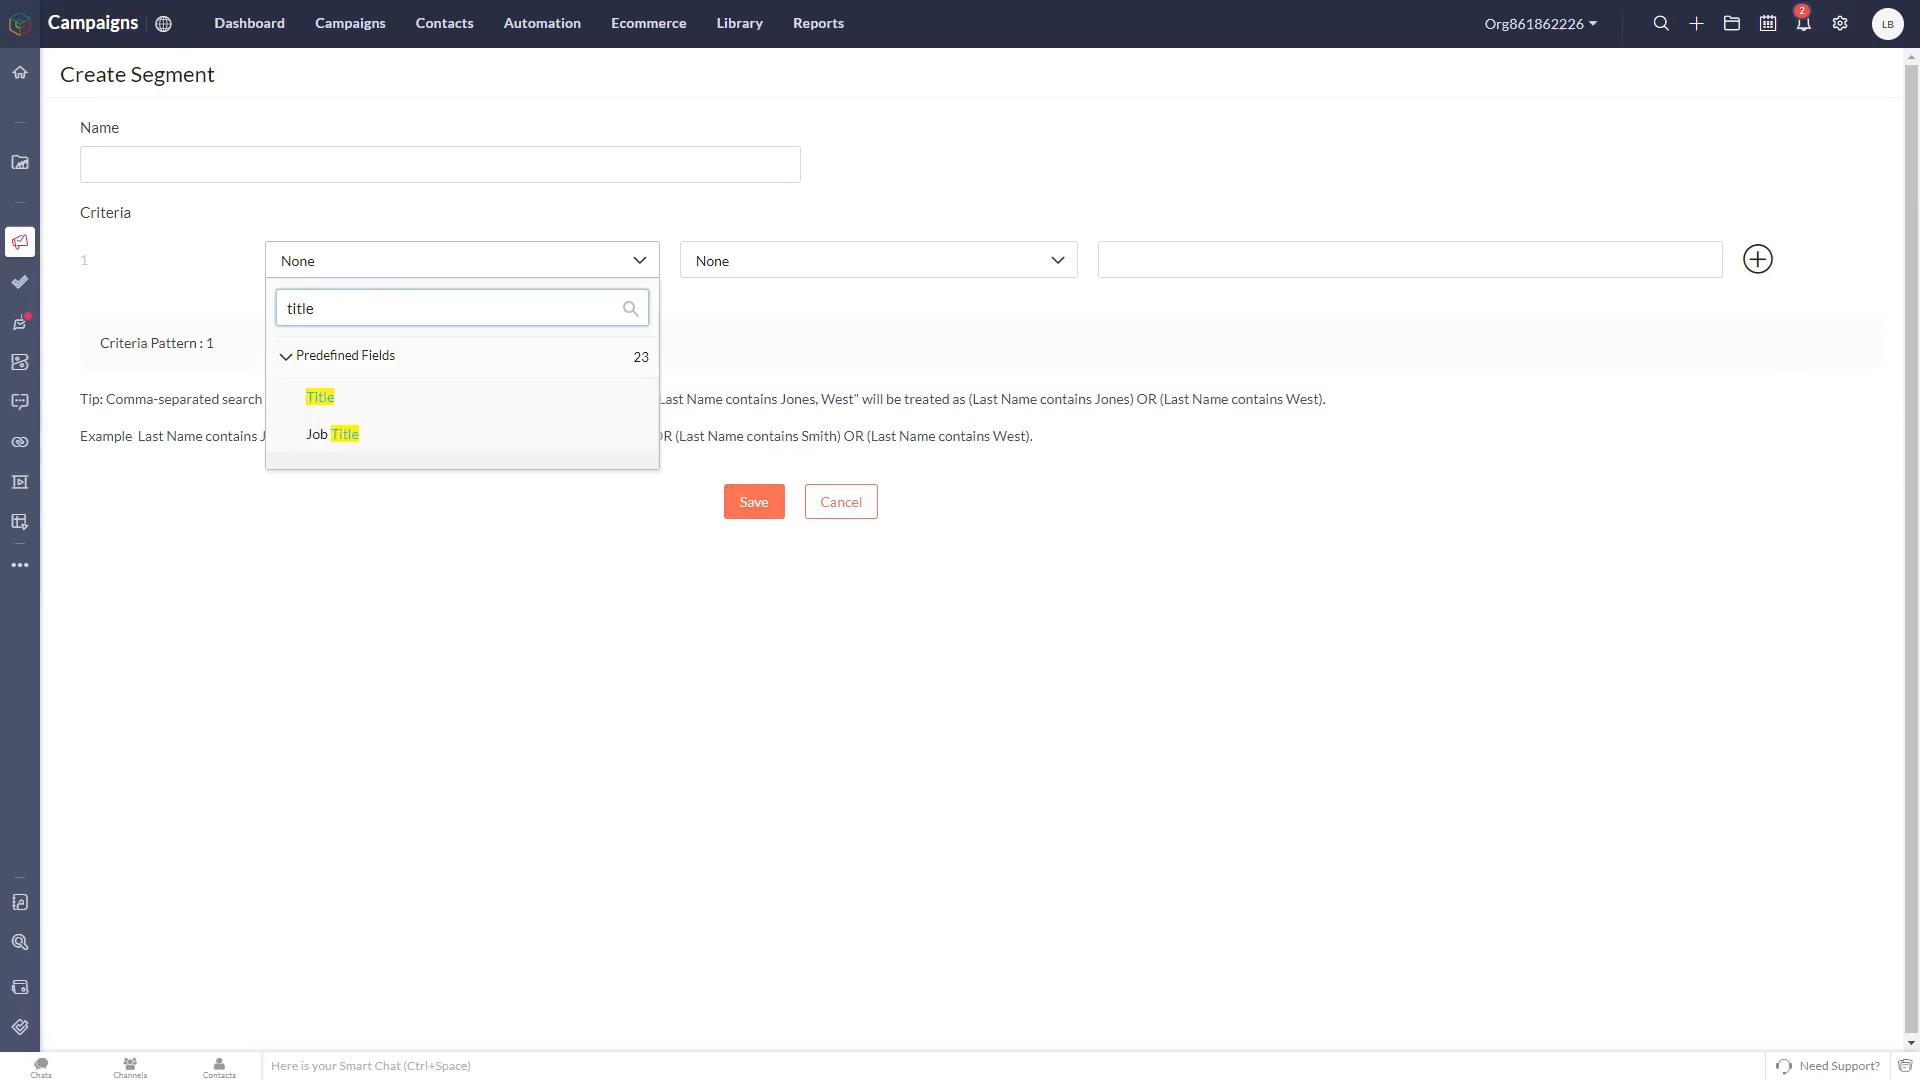 Campaigns
Dashboard
Campaigns
Contacts
Automation
Ecommerce
Library
Reports
Org861862226
2
LB
Create Segment
Name
Criteria
1
None
None
title
Predefined Fields
23
Title
Job Title
Criteria Pattern : 1
Tip: Comma-separated search
Last Name contains Jones, West" will be treated as (Last Name contains Jones) OR (Last Name contains West).
Example Last Name contains J
OR (Last Name contains Smith) OR (Last Name contains West).
Save
Cancel
Chats
Channels
Contacts
Here is your Smart Chat (Ctrl+Space)
Need Support?